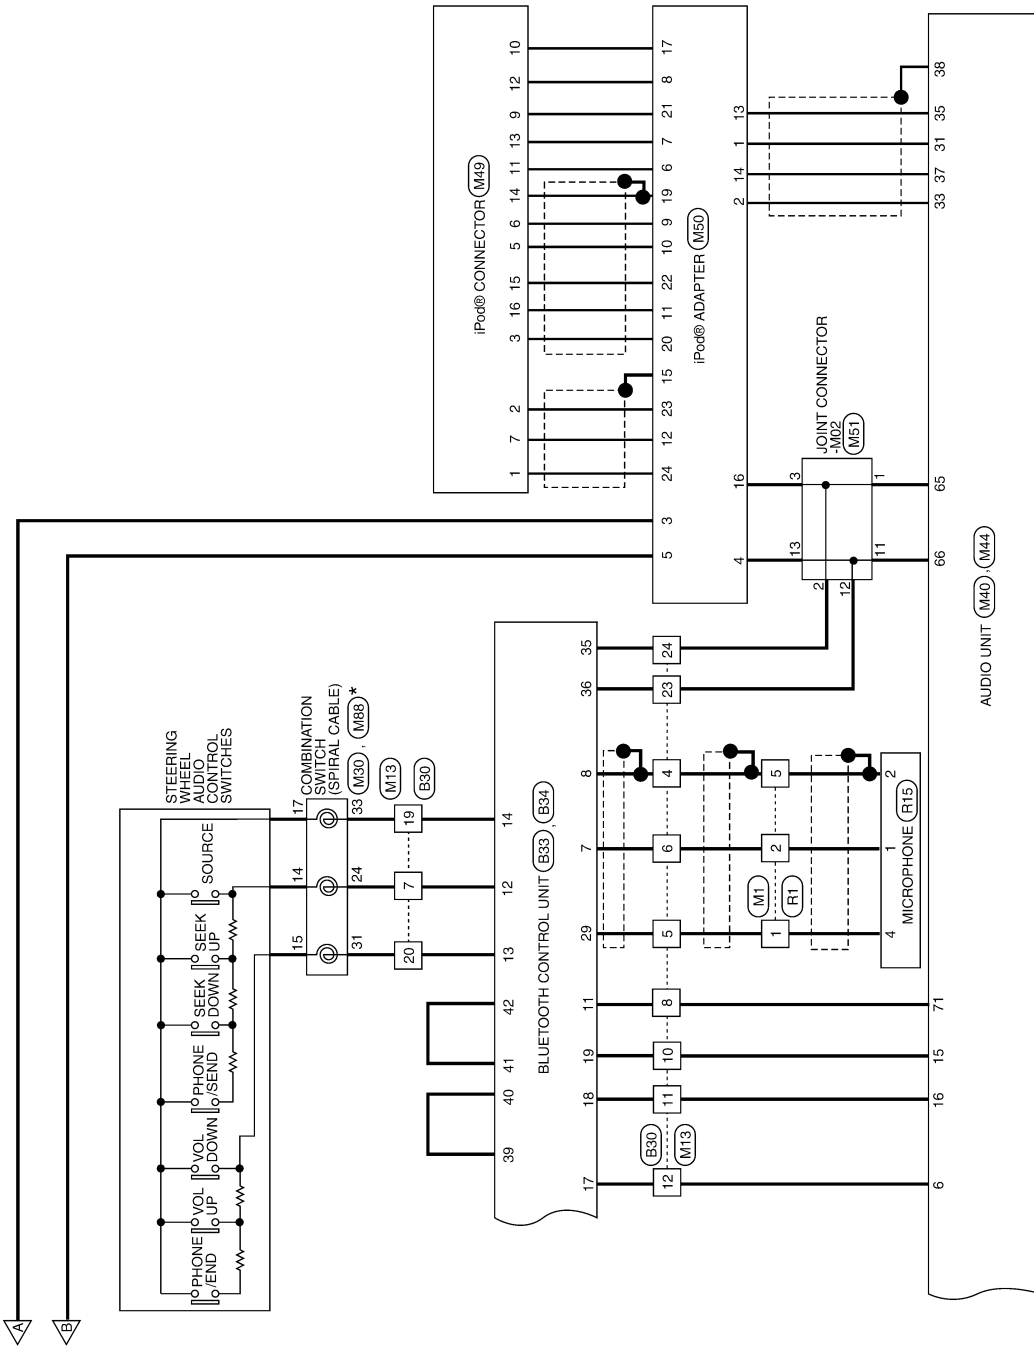 A
B
STEERING
WHEEL
AUDIO
CONTROL
SWITCHES
SOURCE
SEEK
UP
SEEK
DOWN
PHONE
/SEND
VOL
DOWN
VOL
UP
PHONE
/END
17
14
15
COMBINATION
SWITCH
(SPIRAL CABLE)
M30 , M88 *
33
24
31
M13
B30
19
7
20
14
12
13
42
41
40
39
BLUETOOTH CONTROL UNIT B33 , B34
35
36
8
7
29
11
19
18
17
24
23
4
6
5
8
10
11
12
B30
M13
5
2
1
M1
R1
2
1
4
MICROPHONE R15
iPod® CONNECTOR M49
10
12
9
13
11
14
6
5
15
16
3
2
7
1
17
8
21
7
6
19
9
10
22
11
20
15
23
12
24
3
5
iPod® ADAPTER M50
13
1
14
2
16
4
JOINT CONNECTOR
-M02
M51
3
13
2
12
1
11
38
35
31
37
33
65
66
71
15
16
6
AUDIO UNIT M40 , M44